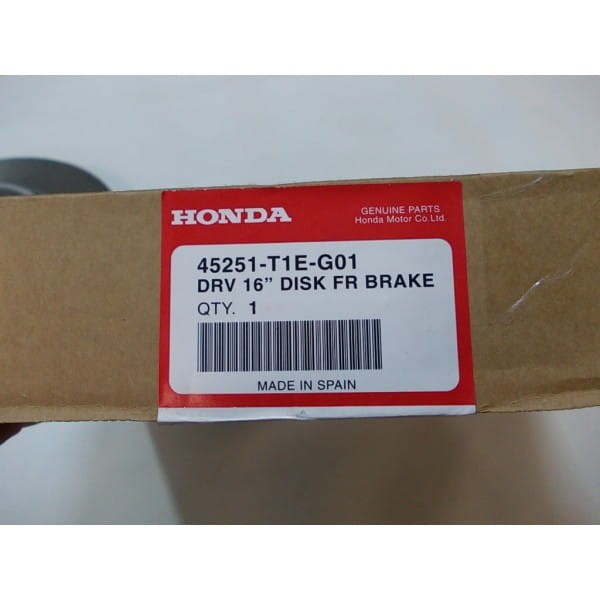 HONDA
GENUINE PARTS
Honda Motor Co.Ltd.
45251-T1E-G01
DRV 16” DISK FR BRAKE
QTY. 1
MADE IN SPAIN